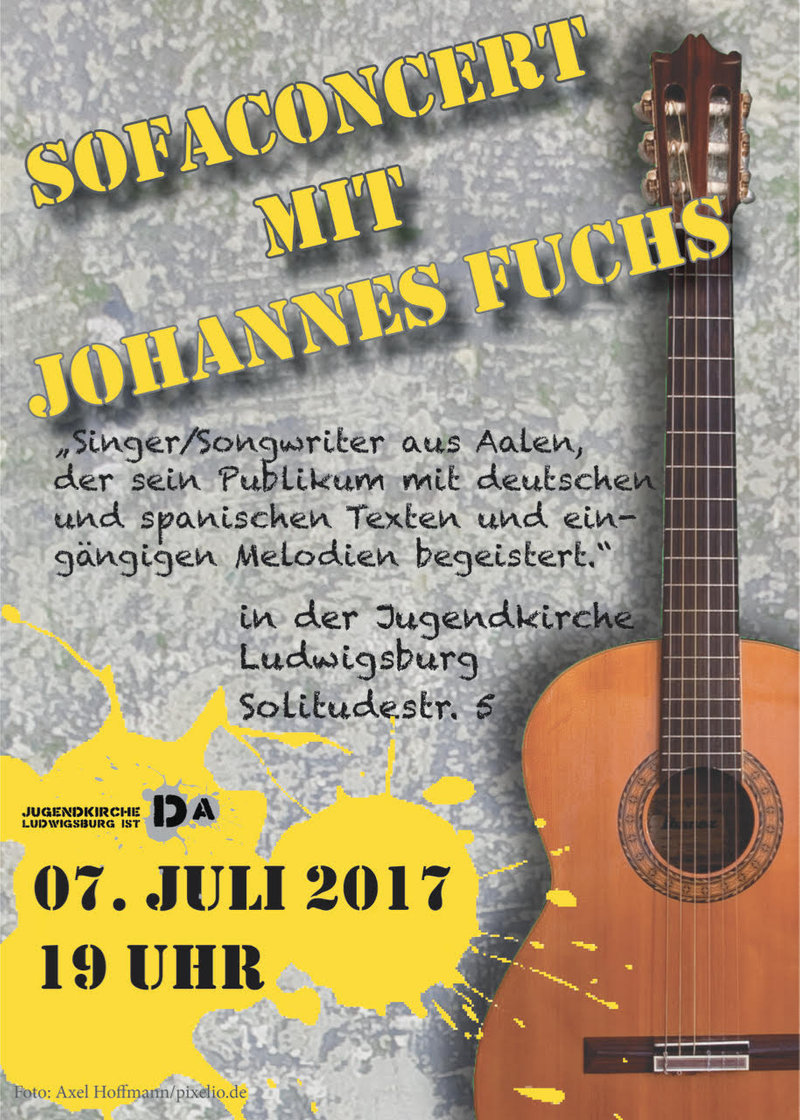 SOFACONCERT
MIT
JOHANNES FUCHS
„Singer/Songwriter aus Aalen,
der sein Publikum mit deutschen
und spanischen Texten und ein-
gängigen Melodien begeistert.“
in der Jugendkirche
Ludwigsburg
Solitudestr. 5
JUGENDKIRCHE
LUDWIGSBURG IST DA
07. JULI 2017
19 UHR
Foto: Axel Hoffmann/pixelio.de